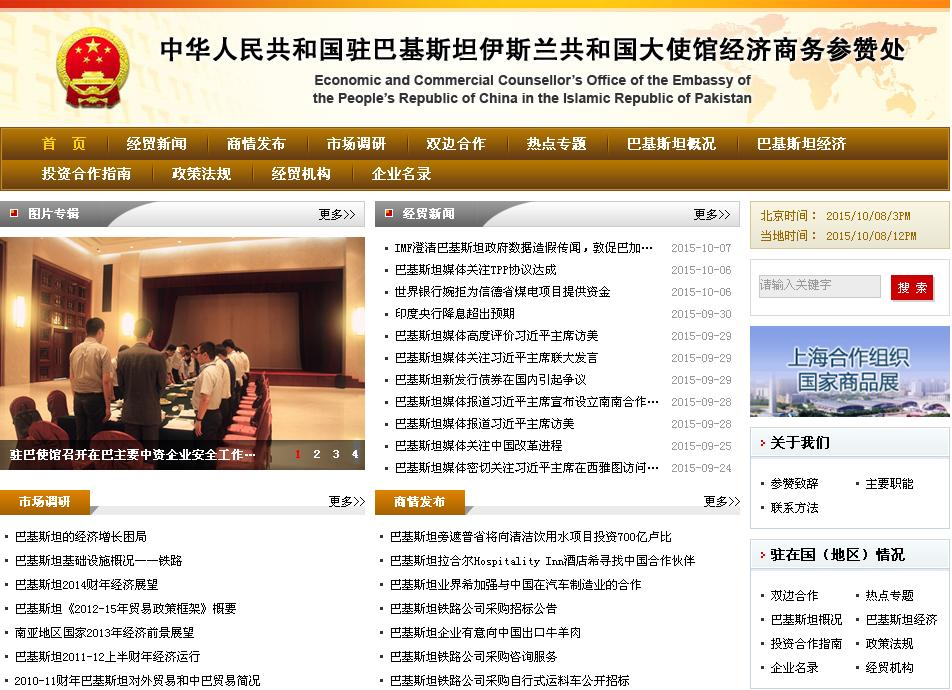 中华人民共和国驻巴基斯坦伊斯兰共和国大使馆经济商务参赞处
Economic and Commercial Counsellor's Office of the Embassy of
the People's Republic of China in the Islamic Republic of Pakistan
首 页 经贸新闻 商情发布 市场调研 双边合作 热点专题 巴基斯坦概况 巴基斯坦经济
投资合作指南 政策法规 经贸机构 企业名录
图片专辑 更多>>
驻巴使馆召开在巴主要中资企业安全工作… 1 2 3 4
经贸新闻 更多>>
IMF澄清巴基斯坦政府数据造假传闻，敦促巴加… 2015-10-07
巴基斯坦媒体关注TPP协议达成 2015-10-06
世界银行婉拒为信德省煤电项目提供资金 2015-10-06
印度央行降息超出预期 2015-09-30
巴基斯坦媒体高度评价习近平主席访美 2015-09-29
巴基斯坦媒体关注习近平主席联大发言 2015-09-29
巴基斯坦新发行债券在国内引起争议 2015-09-29
巴基斯坦媒体报道习近平主席宣布设立南南合作… 2015-09-28
巴基斯坦媒体报道习近平主席访美 2015-09-28
巴基斯坦媒体关注中国改革进程 2015-09-25
巴基斯坦媒体密切关注习近平主席在西雅图访问… 2015-09-24
北京时间： 2015/10/08/3PM
当地时间： 2015/10/08/12PM
请输入关键字 搜 索
上海合作组织
国家商品展
关于我们
参赞致辞 主要职能
联系方法
驻在国（地区）情况
双边合作 热点专题
巴基斯坦概况 巴基斯坦经济
投资合作指南 政策法规
企业名录 经贸机构
市场调研 更多>>
巴基斯坦的经济增长困局
巴基斯坦基础设施概况——铁路
巴基斯坦2014财年经济展望
巴基斯坦《2012-15年贸易政策框架》概要
南亚地区国家2013年经济前景展望
巴基斯坦2011-12上半财年经济运行
2010-11财年巴基斯坦对外贸易和中巴贸易简况
商情发布 更多>>
巴基斯坦旁遮普省将向清洁饮用水项目投资700亿卢比
巴基斯坦拉合尔Hospitality Inn酒店希寻找中国合作伙伴
巴基斯坦业界希加强与中国在汽车制造业的合作
巴基斯坦铁路公司采购招标公告
巴基斯坦企业有意向中国出口牛羊肉
巴基斯坦铁路公司采购咨询服务
巴基斯坦铁路公司采购自行式运料车公开招标